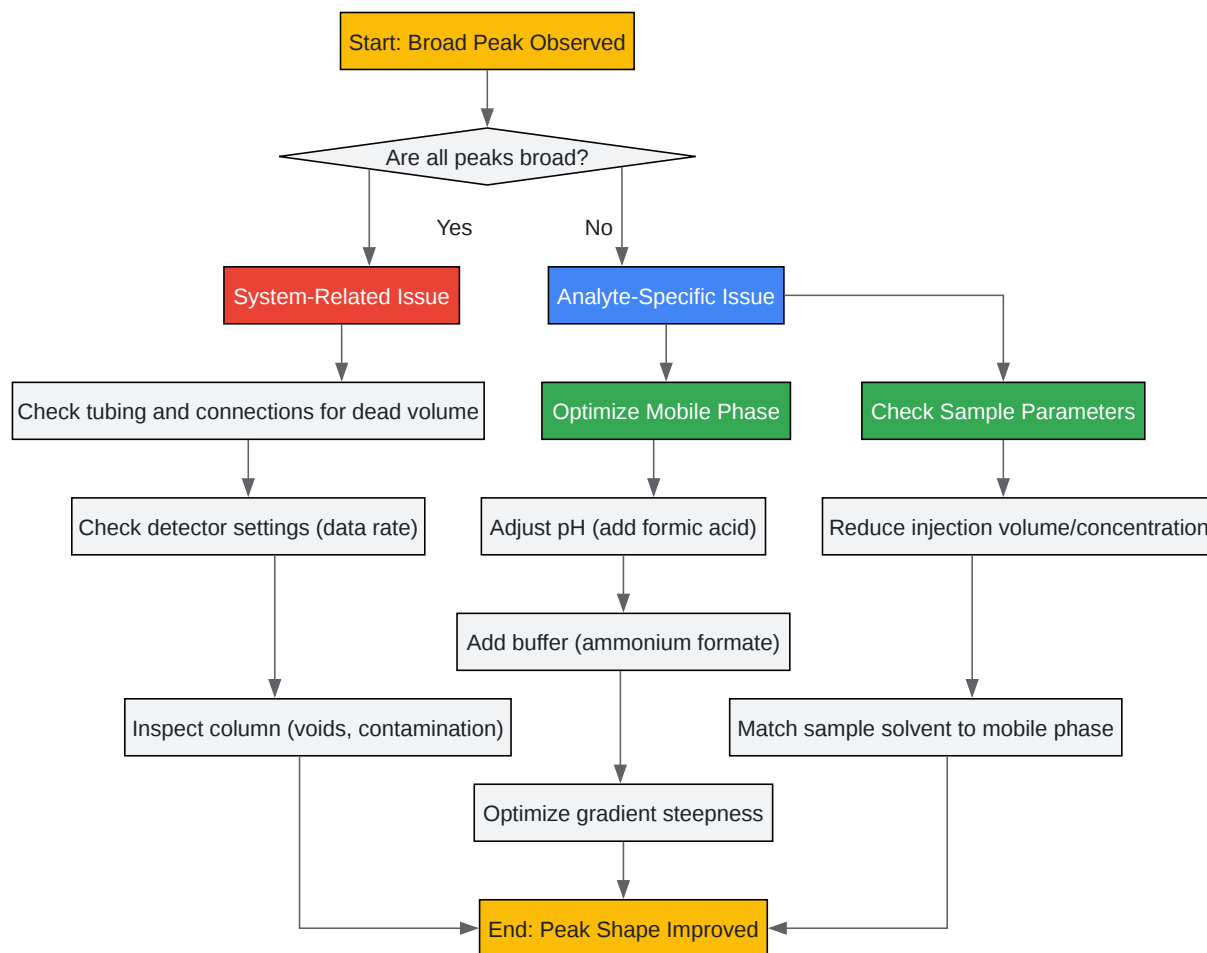 Start: Broad Peak Observed
Are all peaks broad?
Yes
No
System-Related Issue
Analyte-Specific Issue
Check tubing and connections for dead volume
Optimize Mobile Phase
Check Sample Parameters
Check detector settings (data rate)
Adjust pH (add formic acid)
Reduce injection volume/concentration
Add buffer (ammonium formate)
Inspect column (voids, contamination)
Match sample solvent to mobile phase
Optimize gradient steepness
End: Peak Shape Improved